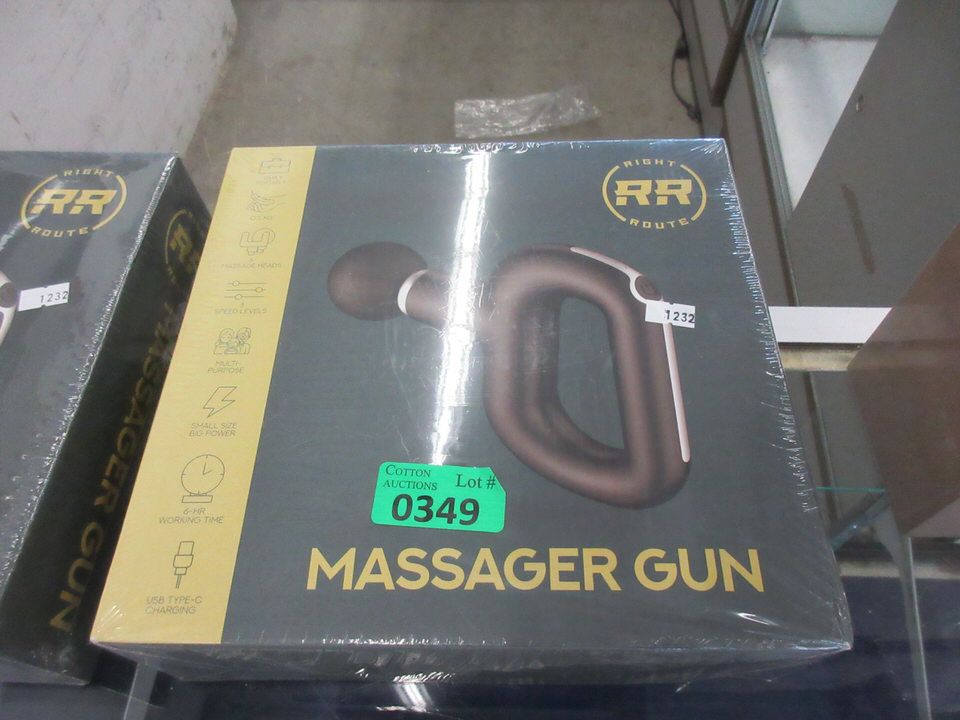 RIGHT
RR
ROUTE
1232
MASSAGER GUN
MASSAGE HEADS
SPEED LEVELS
MULTI-
PURPOSE
SMALL SIZE
BIG POWER
6-HR
WORKING TIME
USB TYPE-C
CHARGING
RIGHT
RR
ROUTE
1232
COTTON
AUCTIONS
Lot #
0349
MASSAGER GUN